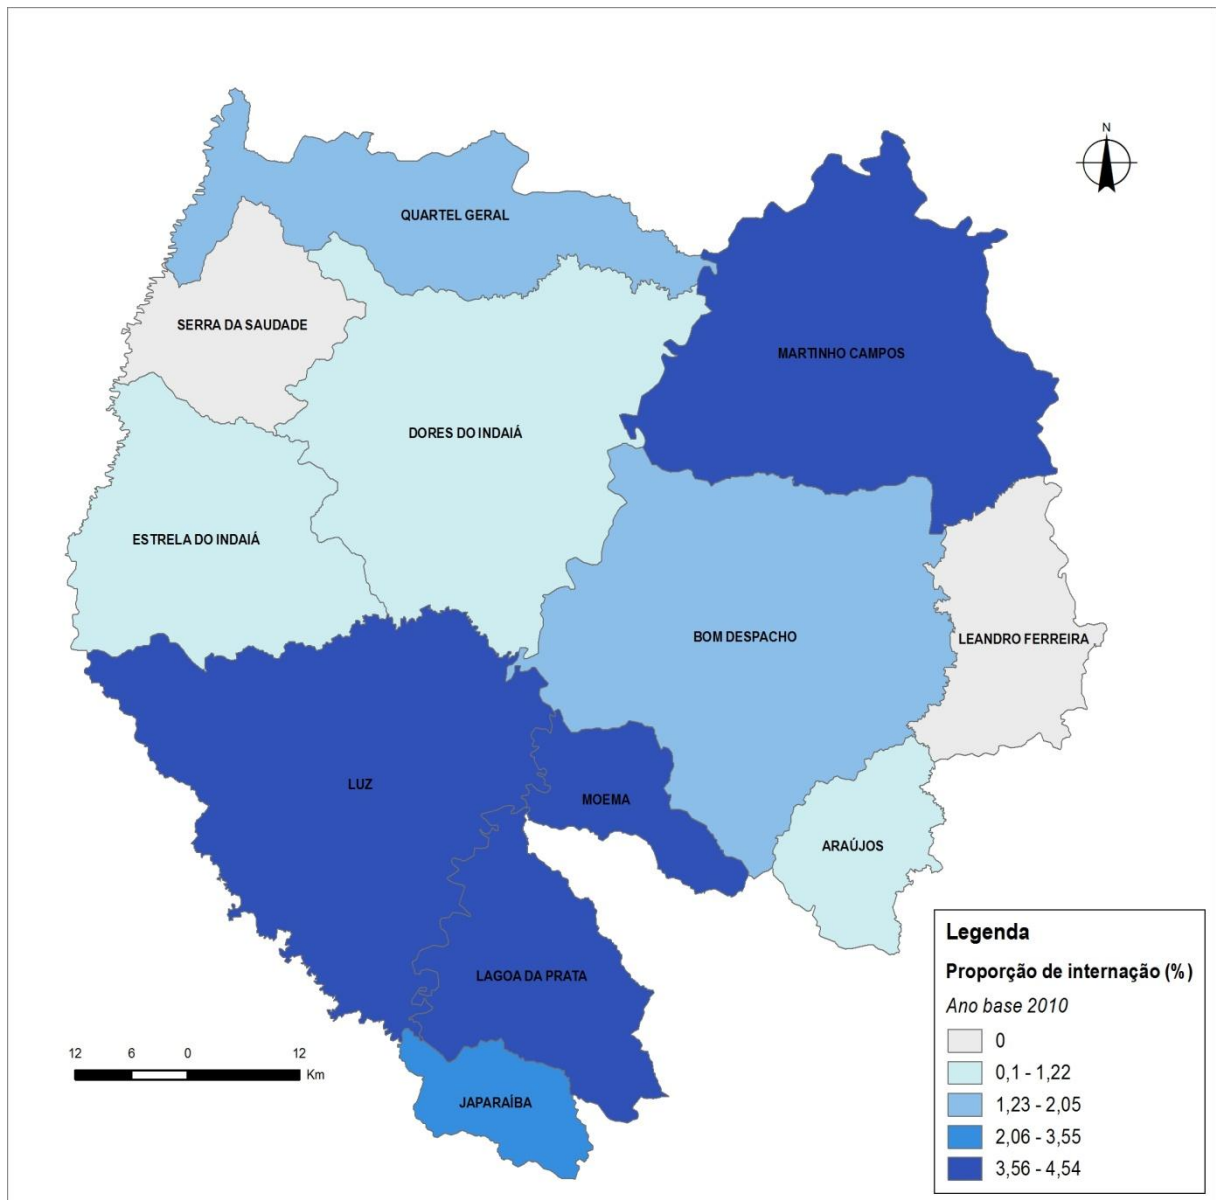 N
QUARTEL GERAL
SERRA DA SAUDADE
MARTINHO CAMPOS
DORES DO INDAIÁ
ESTRELA DO INDAIÁ
BOM DESPACHO
LEANDRO FERREIRA
LUZ
MOEMA
ARAÚJOS
LAGOA DA PRATA
JAPARAÍBA
12 6 0 12
Km
Legenda
Proporção de internação (%)
Ano base 2010
0
0,1 - 1,22
1,23 - 2,05
2,06 - 3,55
3,56 - 4,54